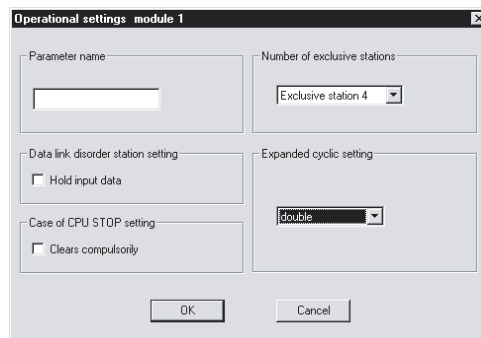 Operational settings module 1
Parameter name
Number of exclusive stations
Exclusive station 4
Data link disorder station setting
Hold input data
Expanded cyclic setting
double
Case of CPU STOP setting
Clears compulsorily
OK
Cancel